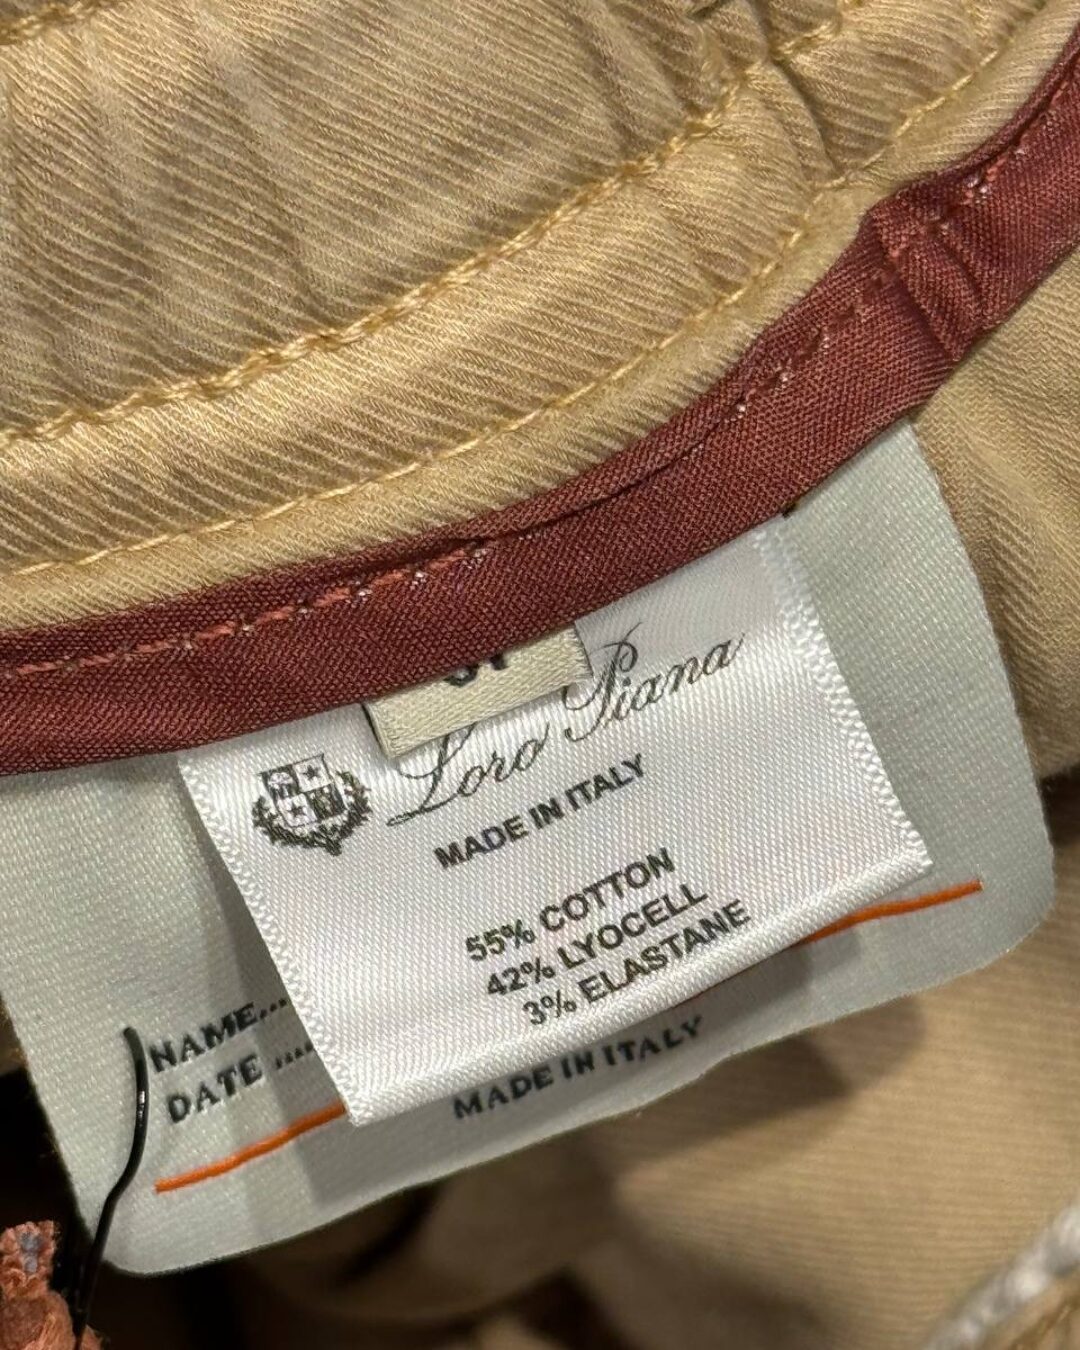 Loro Piana
MADE IN ITALY
55% COTTON
42% LYOCELL
3% ELASTANE
NAME...
DATE .....
MADE IN ITALY